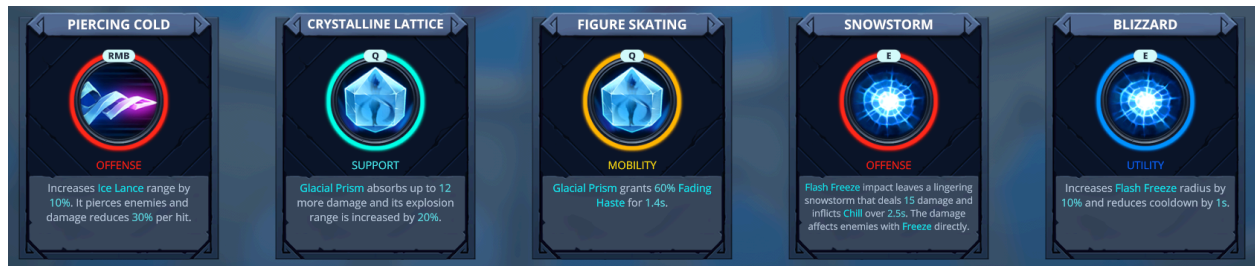 PIERCING COLD
RMB
OFFENSE
Increases Ice Lance range by
10%. It pierces enemies and
damage reduces 30% per hit.
CRYSTALLINE LATTICE
Q
SUPPORT
Glacial Prism absorbs up to 12
more damage and its explosion
range is increased by 20%.
FIGURE SKATING
Q
MOBILITY
Glacial Prism grants 60% Fading
Haste for 1.4s.
SNOWSTORM
E
OFFENSE
Flash Freeze impact leaves a lingering
snowstorm that deals 15 damage and
inflicts Chill over 2.5s. The damage
affects enemies with Freeze directly.
BLIZZARD
E
UTILITY
Increases Flash Freeze radius by
10% and reduces cooldown by 1s.